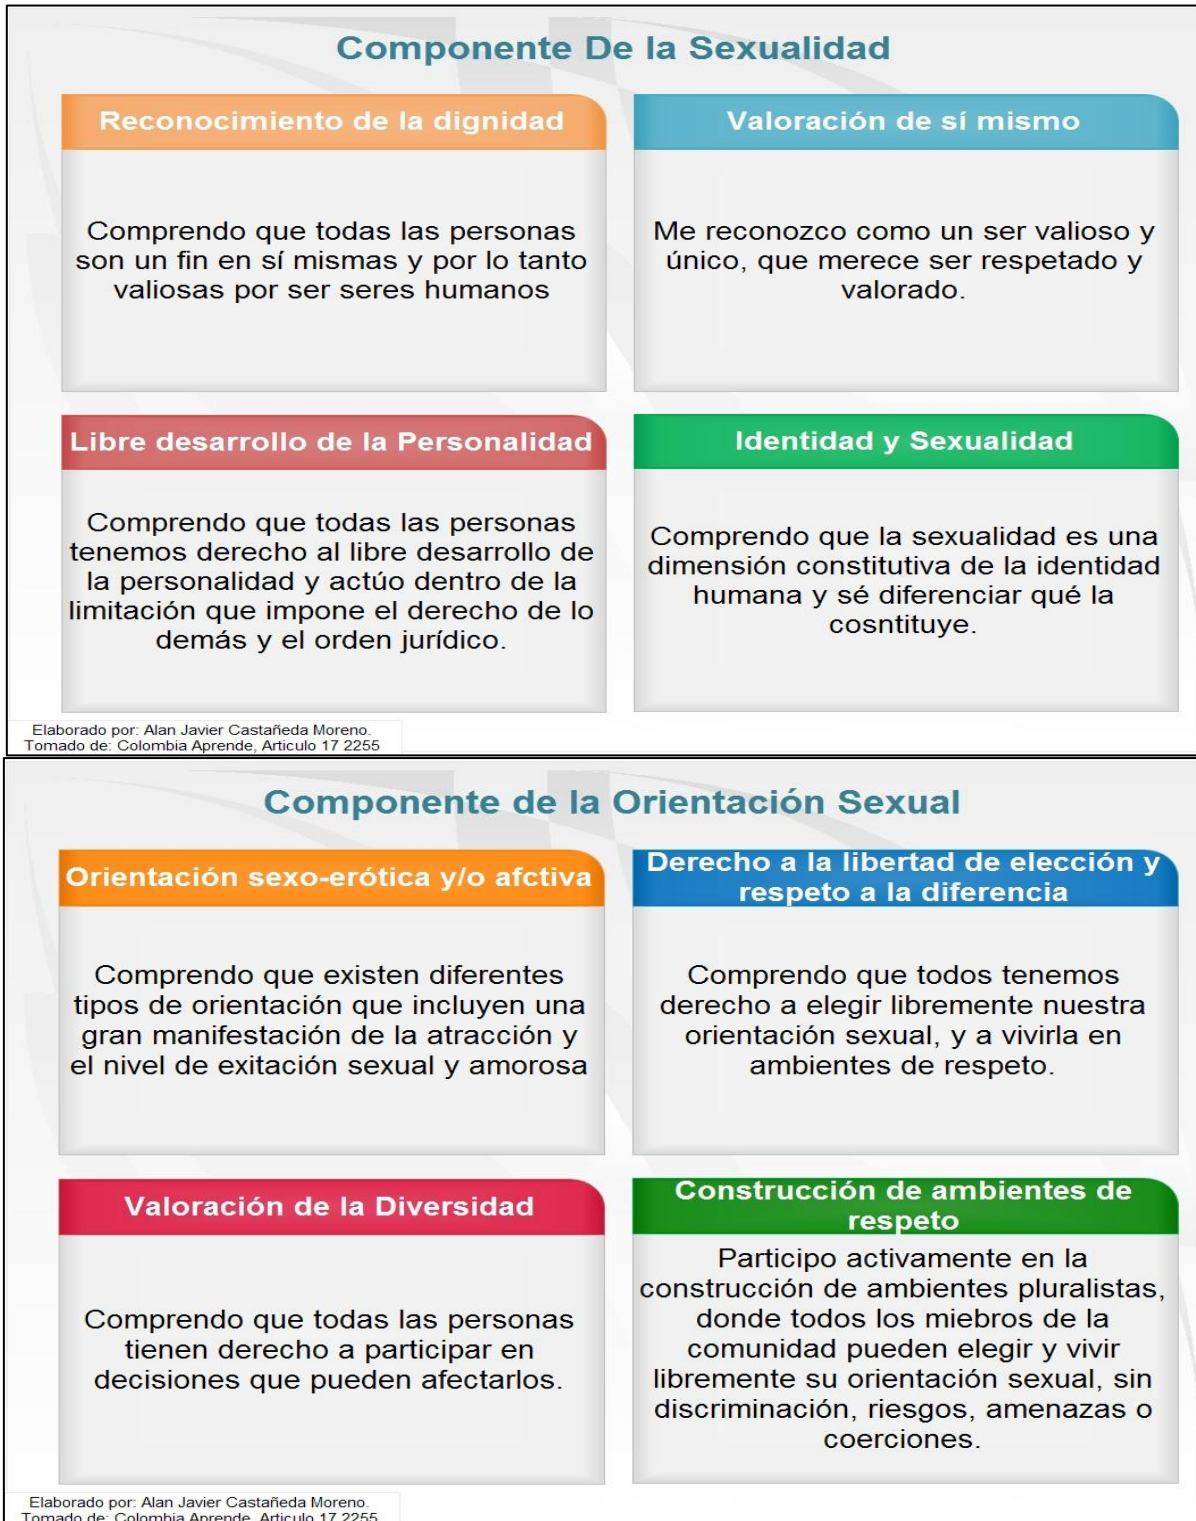 Componente De la Sexualidad
Reconocimiento de la dignidad
Comprendo que todas las personas
son un fin en sí mismas y por lo tanto
valiosas por ser seres humanos
Valoración de sí mismo
Me reconozco como un ser valioso y
único, que merece ser respetado y
valorado.
Libre desarrollo de la Personalidad
Comprendo que todas las personas
tenemos derecho al libre desarrollo de
la personalidad y actúo dentro de la
limitación que impone el derecho de lo
demás y el orden jurídico.
Identidad y Sexualidad
Comprendo que la sexualidad es una
dimensión constitutiva de la identidad
humana y sé diferenciar qué la
cosntituye.
Elaborado por: Alan Javier Castañeda Moreno.
Tomado de: Colombia Aprende, Articulo 17 2255
Componente de la Orientación Sexual
Orientación sexo-erótica y/o afctiva
Comprendo que existen diferentes
tipos de orientación que incluyen una
gran manifestación de la atracción y
el nivel de exitación sexual y amorosa
Derecho a la libertad de elección y
respeto a la diferencia
Comprendo que todos tenemos
derecho a elegir libremente nuestra
orientación sexual, y a vivirla en
ambientes de respeto.
Valoración de la Diversidad
Comprendo que todas las personas
tienen derecho a participar en
decisiones que pueden afectarlos.
Construcción de ambientes de
respeto
Participo activamente en la
construcción de ambientes pluralistas,
donde todos los miebros de la
comunidad pueden elegir y vivir
libremente su orientación sexual, sin
discriminación, riesgos, amenazas o
coerciones.
Elaborado por: Alan Javier Castañeda Moreno.
Tomado de: Colombia Aprende, Articulo 17 2255